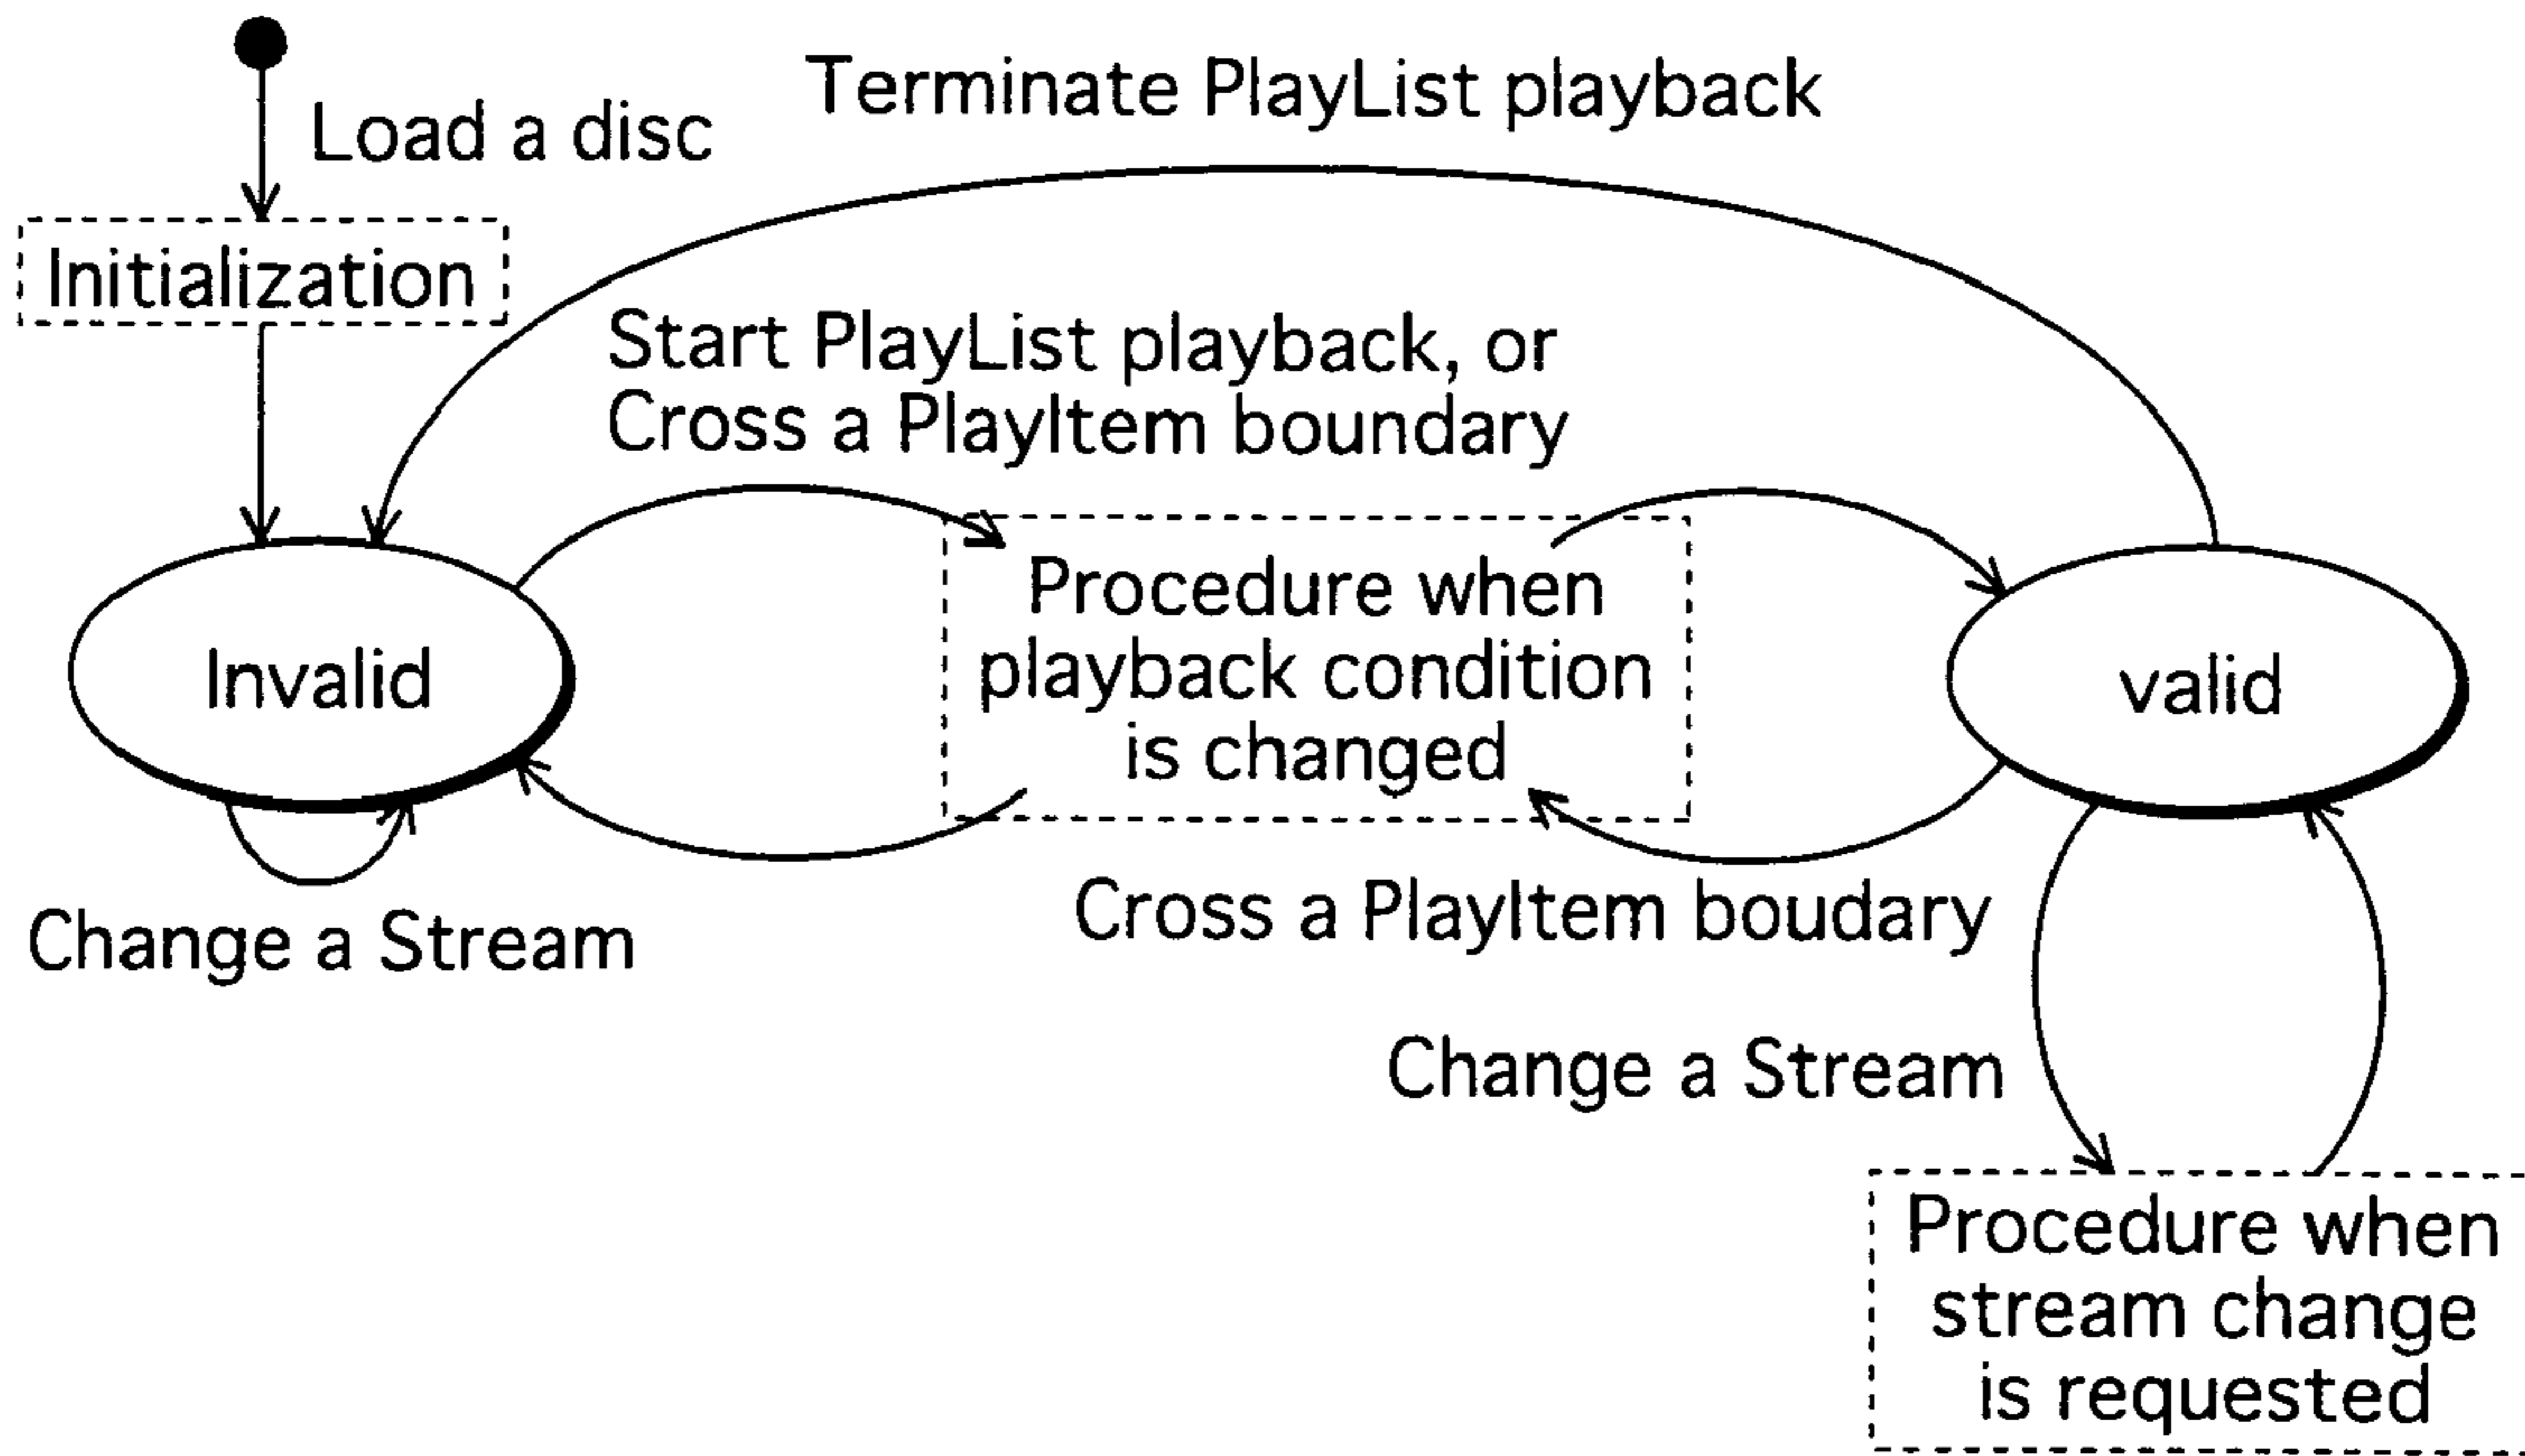 Load a disc
Terminate PlayList playback
Initialization
Start PlayList playback, or
Cross a PlayItem boundary
Procedure when
playback condition
is changed
Invalid
valid
Cross a PlayItem boudary
Change a Stream
Change a Stream
Procedure when
stream change
is requested